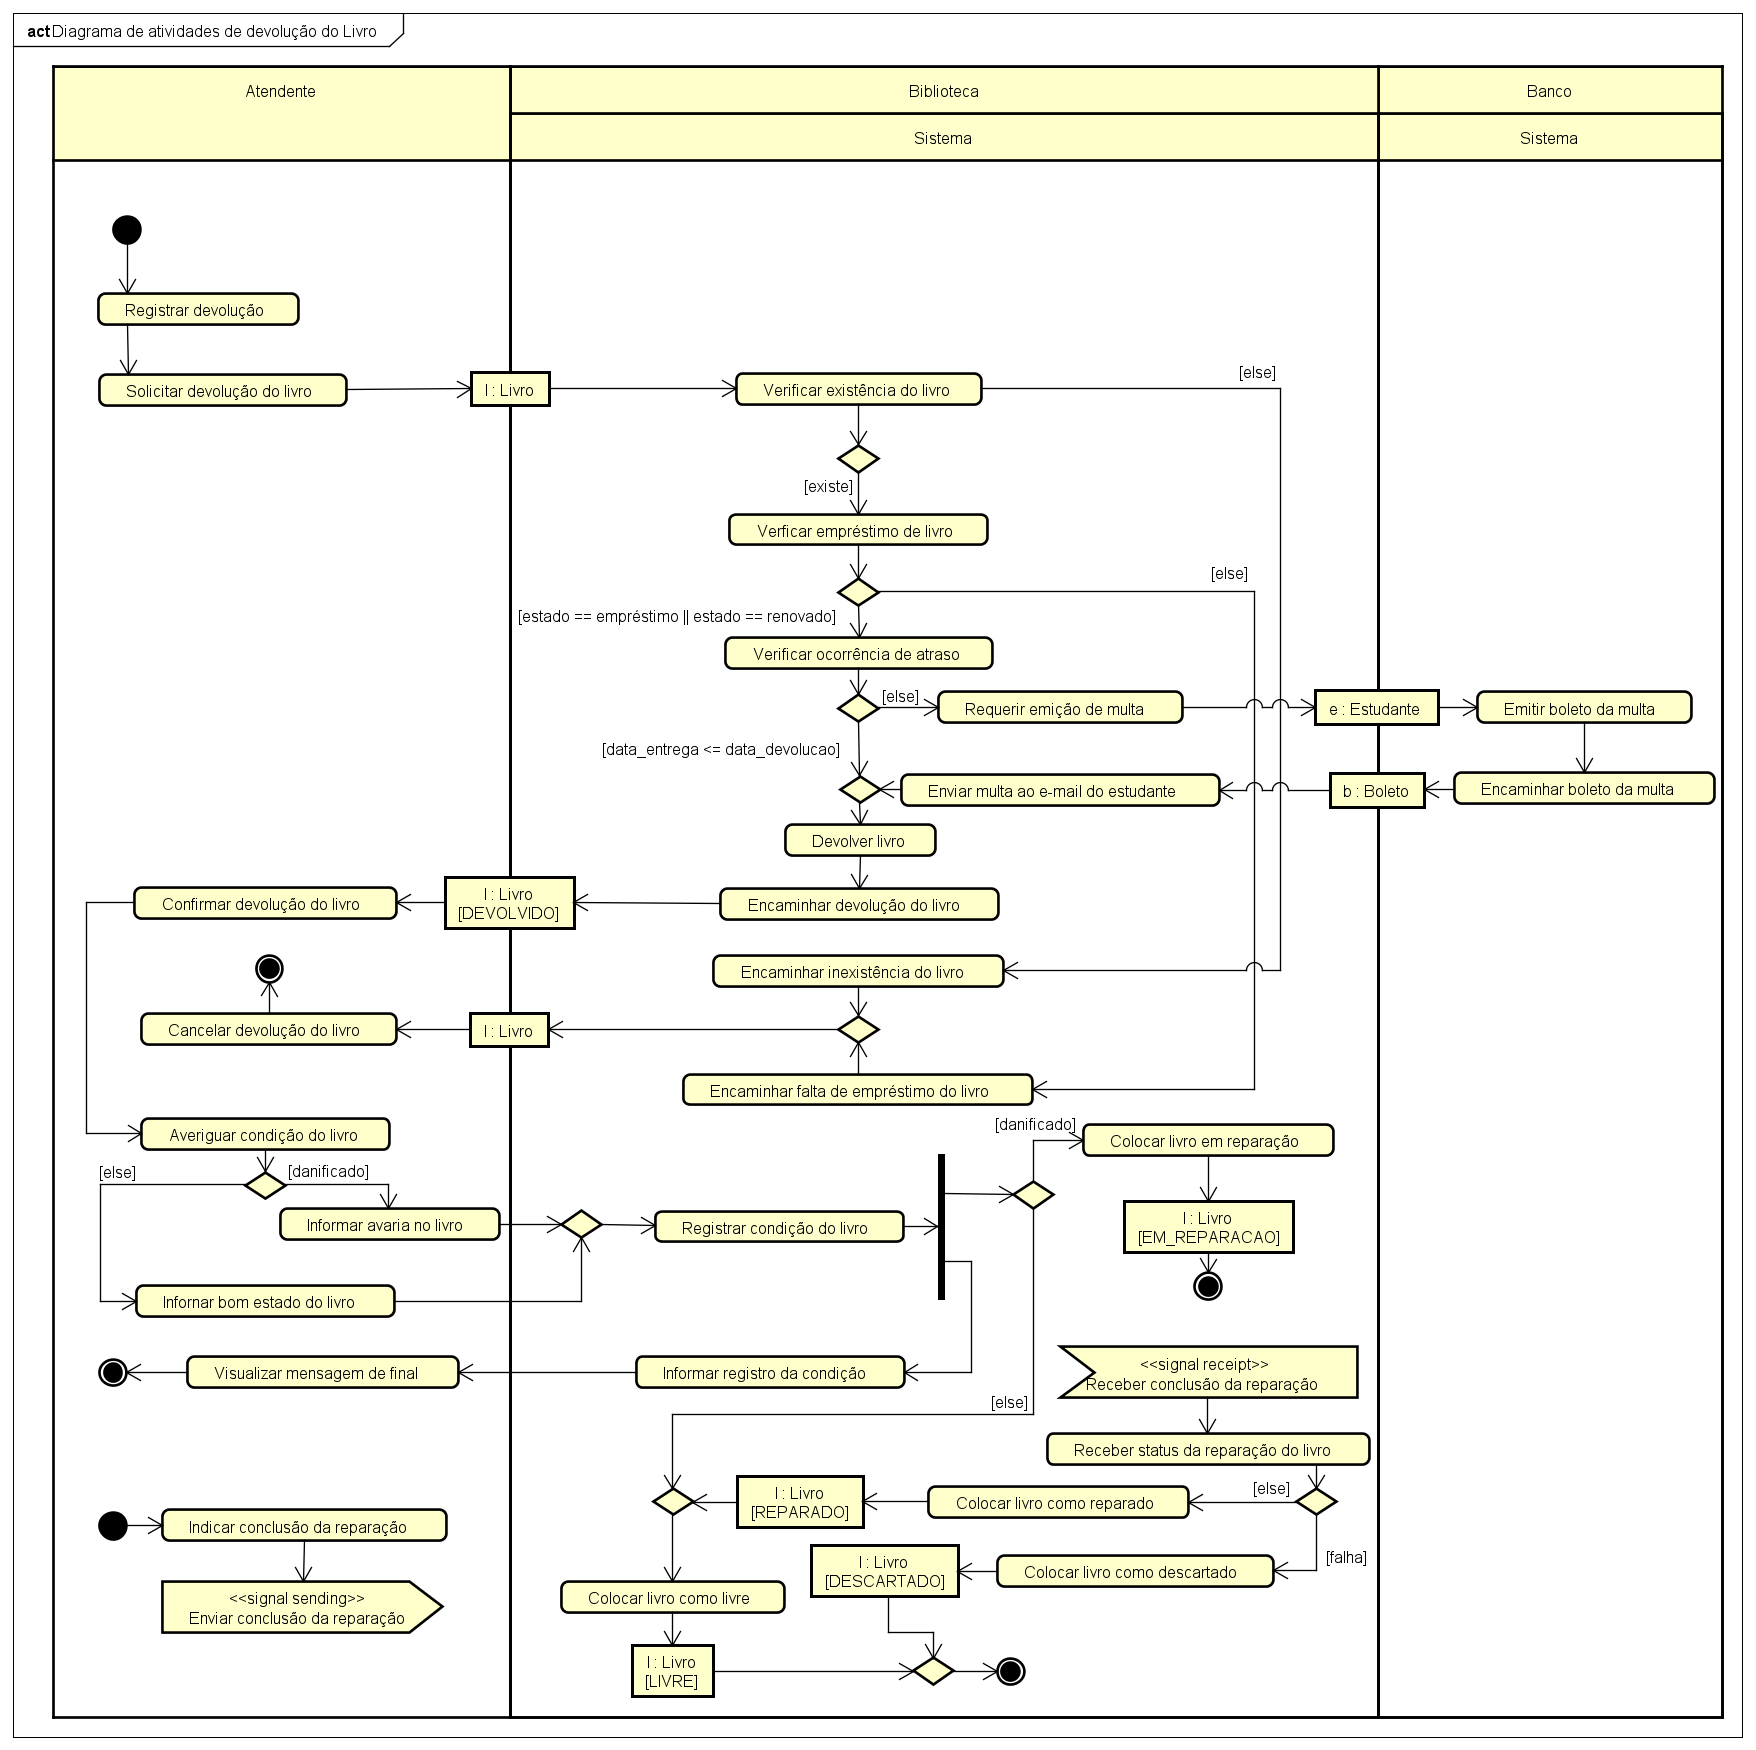 act Diagrama de atividades de devolução do Livro
Atendente
Biblioteca
Banco
Sistema
Sistema
Registrar devolução
Solicitar devolução do livro
l : Livro
Verificar existência do livro
[else]
[existe]
Verficar empréstimo de livro
[else]
[estado == empréstimo || estado == renovado]
Verificar ocorrência de atraso
[else]
Requerir emição de multa
e : Estudante
Emitir boleto da multa
[data_entrega <= data_devolucao]
Enviar multa ao e-mail do estudante
b : Boleto
Encaminhar boleto da multa
Devolver livro
Confirmar devolução do livro
l : Livro
[DEVOLVIDO]
Encaminhar devolução do livro
Encaminhar inexistência do livro
Cancelar devolução do livro
l : Livro
Encaminhar falta de empréstimo do livro
[danificado]
Averiguar condição do livro
Colocar livro em reparação
[else]
[danificado]
Informar avaria no livro
Registrar condição do livro
l : Livro
[EM_REPARACAO]
Infornar bom estado do livro
Visualizar mensagem de final
Informar registro da condição
<<signal receipt>>
Receber conclusão da reparação
[else]
Receber status da reparação do livro
[else]
l : Livro
[REPARADO]
Colocar livro como reparado
Indicar conclusão da reparação
[falha]
l : Livro
[DESCARTADO]
Colocar livro como descartado
<<signal sending>>
Enviar conclusão da reparação
Colocar livro como livre
l : Livro
[LIVRE]